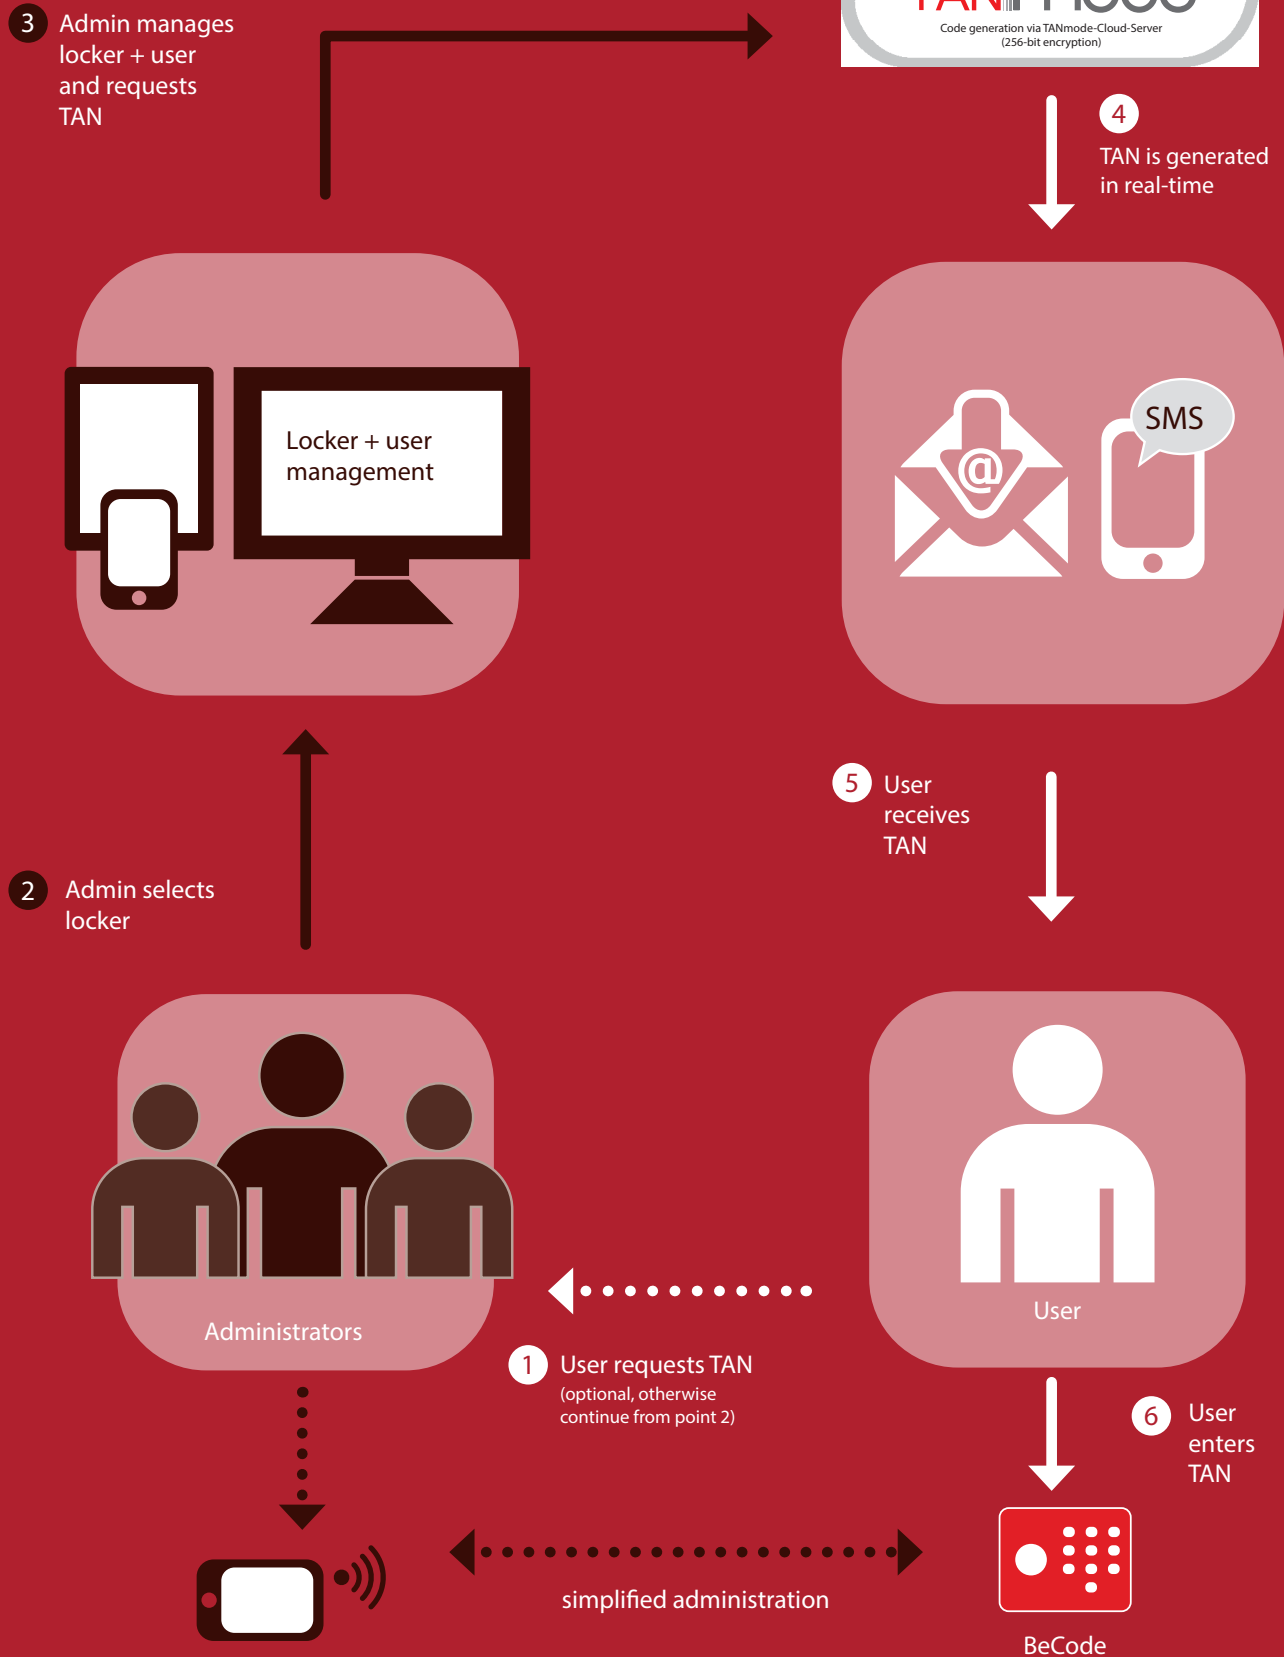 3 Admin manages
locker + user
and requests
TAN
Code generation via TANmode-Cloud-Server
(256-bit encryption)
4
TAN is generated
in real-time
Locker + user
management
@
SMS
5 User
receives
TAN
2 Admin selects
locker
Administrators
User
1 User requests TAN
(optional, otherwise
continue from point 2)
6 User
enters
TAN
simplified administration
BeCode